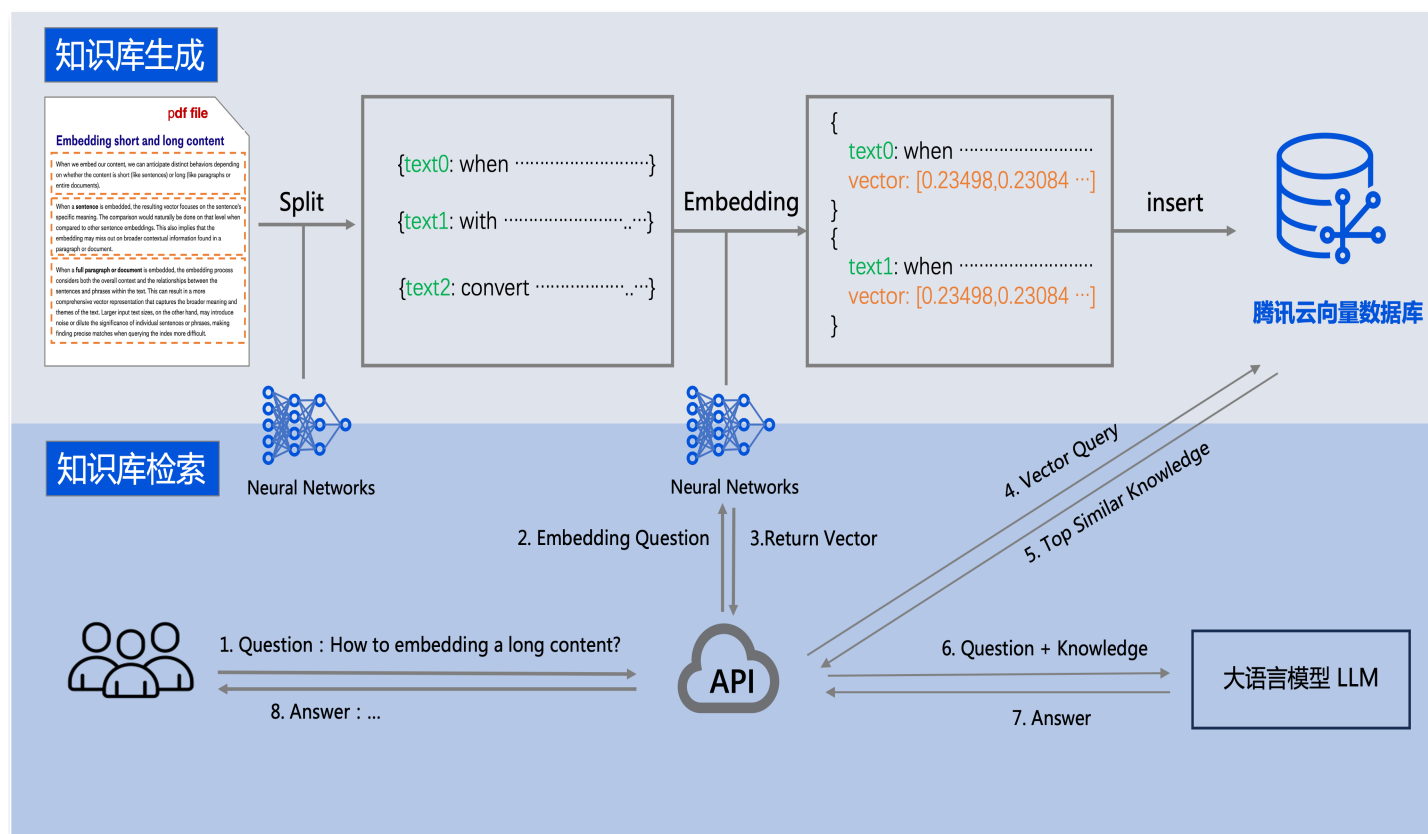 知识库生成
pdf file
Embedding short and long content
When we embed our content, we can anticipate distinct behaviors depending
on whether the content is short (like sentences) or long (like paragraphs or
entire documents).
When a sentence is embedded, the resulting vector focuses on the sentence's
specific meaning. The comparison would naturally be done on that level when
compared to other sentence embeddings. This also implies that the
embedding may miss out on broader contextual information found in a
paragraph or document.
When a full paragraph or document is embedded, the embedding process
considers both the overall context and the relationships between the
sentences and phrases within the text. This can result in a more
comprehensive vector representation that captures the broader meaning and
themes of the text. Larger input text sizes, on the other hand, may introduce
noise or dilute the significance of individual sentences or phrases, making
finding precise matches when querying the index more difficult.
Split
{text0: when ···························}
{text1: with ························..···}
{text2: convert ··················..···}
Embedding
{
text0: when ···························
vector: [0.23498,0.23084 ···]
}
{
text1: when ···························
vector: [0.23498,0.23084 ···]
}
insert
腾讯云向量数据库
Neural Networks
Neural Networks
知识库检索
2. Embedding Question
3.Return Vector
4. Vector Query
5. Top Similar Knowledge
1. Question : How to embedding a long content?
8. Answer : ...
API
6. Question + Knowledge
7. Answer
大语言模型 LLM